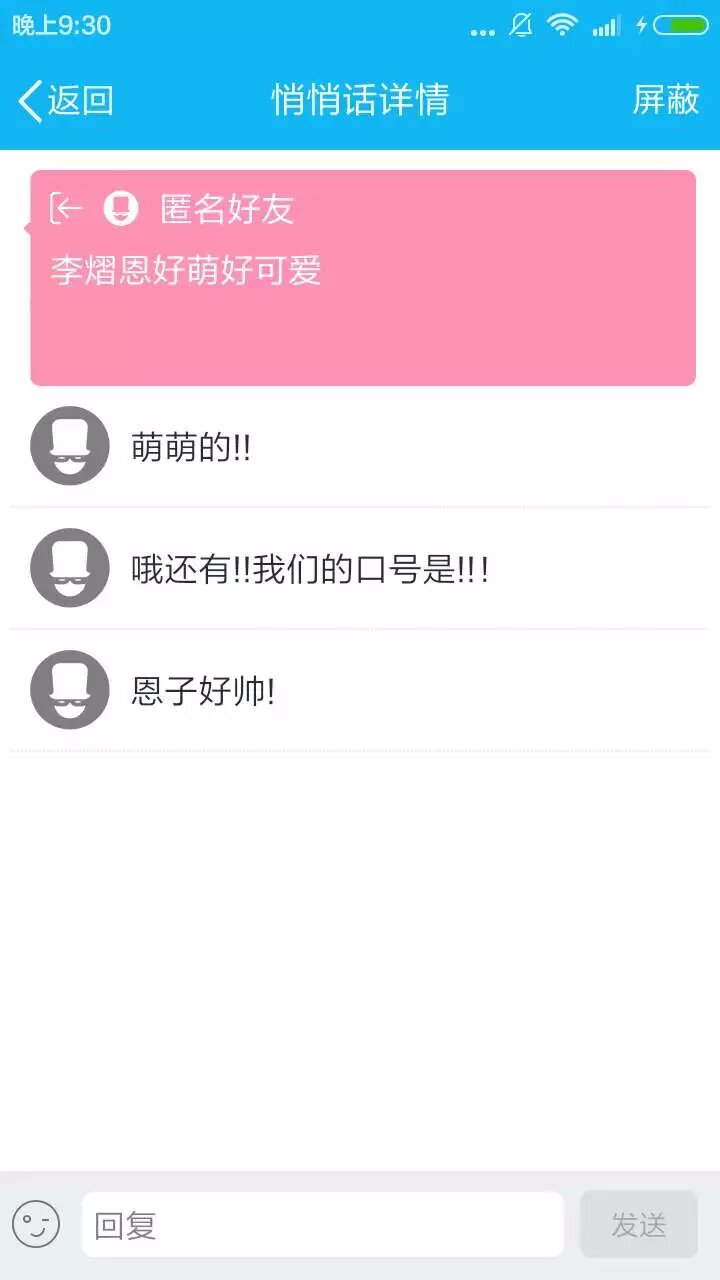 晚上9:30
返回
悄悄话详情
屏蔽
匿名好友
李熠恩好萌好可爱
萌萌的!!
哦还有!!我们的口号是!!!
恩子好帅!
回复
发送